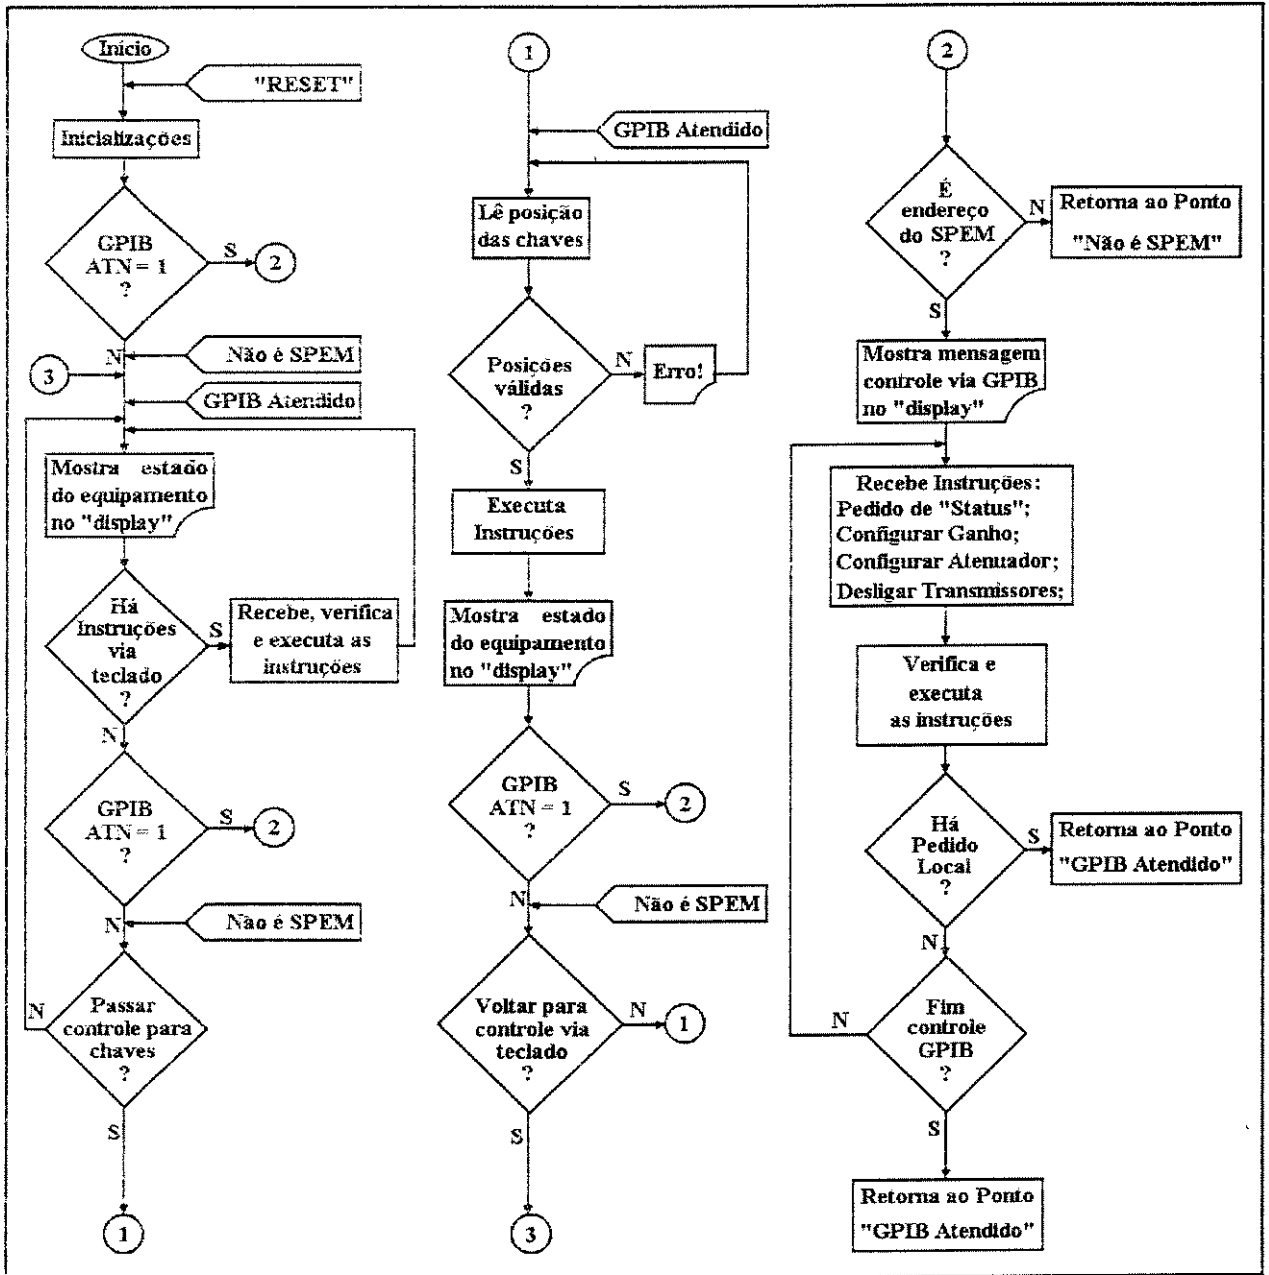 Início
"RESET"
Inicializações
GPIB
ATN = 1
?
S
2
N
Não é SPEM
3
GPIB Atendido
Mostra estado
do equipamento
no "display"
Há
Instruções
via
teclado
?
S
Recebe, verifica
e executa as
instruções
N
GPIB
ATN = 1
?
S
2
N
Não é SPEM
N
Passar
controle para
chaves
?
S
1
1
GPIB Atendido
Lê posição
das chaves
Posições
válidas
?
N
Erro!
S
Executa
Instruções
Mostra estado
do equipamento
no "display"
GPIB
ATN = 1
?
S
2
N
Não é SPEM
Voltar para
controle via
teclado
?
N
1
S
3
2
É
endereço
do SPEM
?
N
Retorna ao Ponto
"Não é SPEM"
S
Mostra mensagem
controle via GPIB
no "display"
Recebe Instruções:
Pedido de "Status";
Configurar Ganho;
Configurar Atenuador;
Desligar Transmissores;
Verifica e
executa
as instruções
Há
Pedido
Local
?
S
Retorna ao Ponto
"GPIB Atendido"
N
N
Fim
controle
GPIB
?
S
Retorna ao Ponto
"GPIB Atendido"